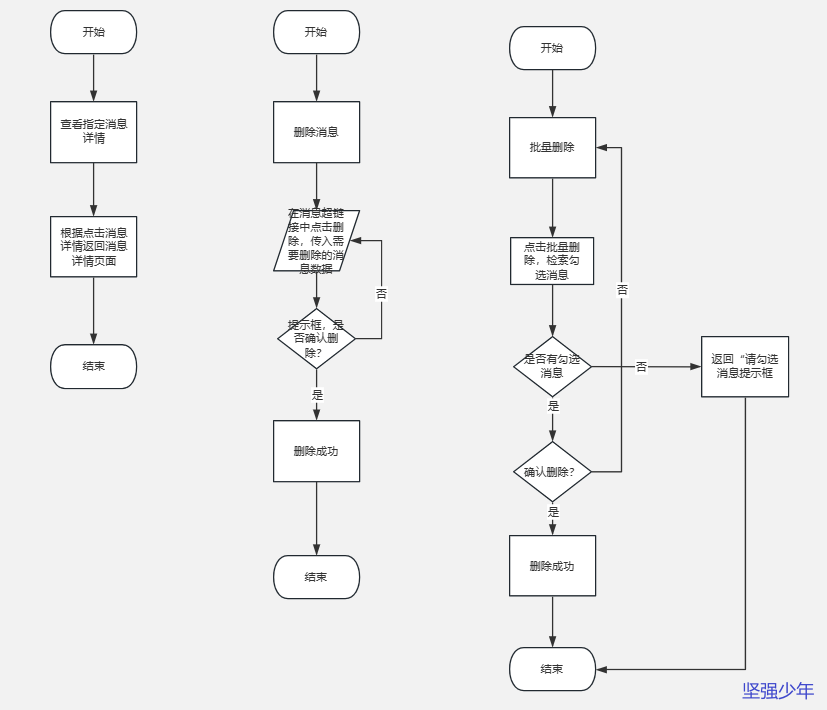 开始
查看指定消息
详情
根据点击消息
详情返回消息
详情页面
结束
开始
删除消息
在消息超链
接中点击删
除，传入需
要删除的消
息数据
否
提示框，是
否确认删
除？
是
删除成功
结束
开始
批量删除
点击批量删
除，检索勾
选消息
否
是否有勾选
消息
否
返回“请勾选
消息提示框
是
确认删除？
是
删除成功
结束
坚强少年